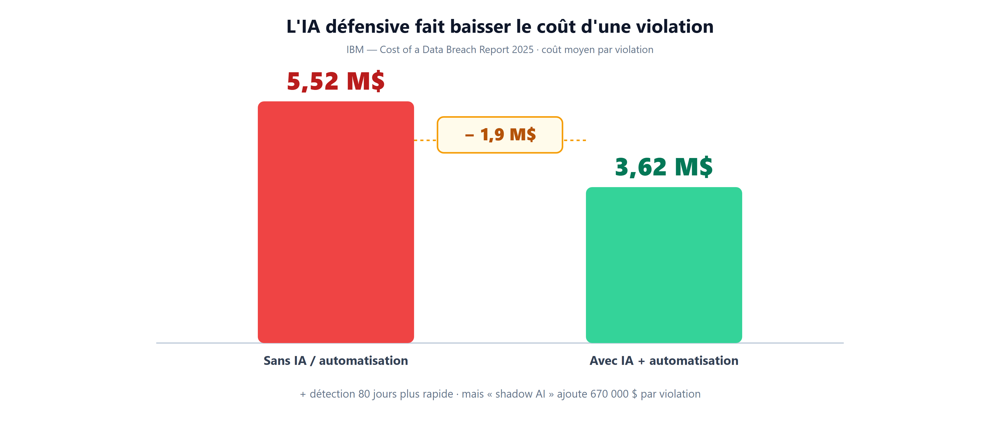 L'IA défensive fait baisser le coût d'une violation
IBM — Cost of a Data Breach Report 2025 · coût moyen par violation
5,52 M$
− 1,9 M$
3,62 M$
Sans IA / automatisation
Avec IA + automatisation
+ détection 80 jours plus rapide · mais « shadow AI » ajoute 670 000 $ par violation